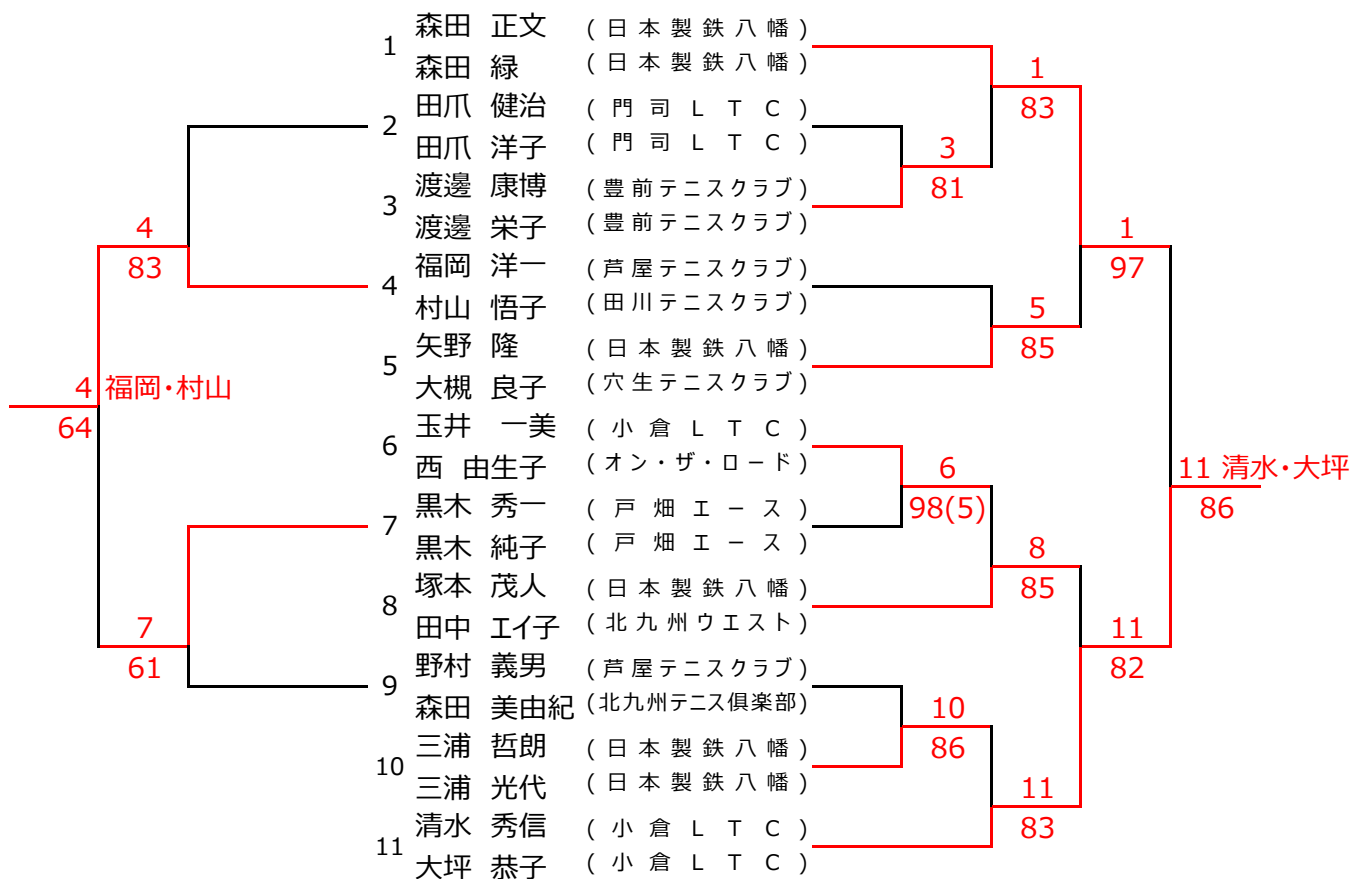 1
森田 正文 (日本製鉄八幡)
森田 緑 (日本製鉄八幡)
2
田爪 健治 (門司LTC)
田爪 洋子 (門司LTC)
3
渡邊 康博 (豊前テニスクラブ)
渡邊 栄子 (豊前テニスクラブ)
4
福岡 洋一 (芦屋テニスクラブ)
村山 悟子 (田川テニスクラブ)
5
矢野 隆 (日本製鉄八幡)
大槻 良子 (穴生テニスクラブ)
6
玉井 一美 (小倉LTC)
西 由生子 (オン・ザ・ロード)
7
黒木 秀一 (戸畑エース)
黒木 純子 (戸畑エース)
8
塚本 茂人 (日本製鉄八幡)
田中 エイ子 (北九州ウエスト)
9
野村 義男 (芦屋テニスクラブ)
森田 美由紀 (北九州テニス倶楽部)
10
三浦 哲朗 (日本製鉄八幡)
三浦 光代 (日本製鉄八幡)
11
清水 秀信 (小倉LTC)
大坪 恭子 (小倉LTC)
4
83
4 福岡・村山
64
7
61
3
81
6
98(5)
10
86
1
83
5
85
8
85
11
83
1
97
11
82
11 清水・大坪
86